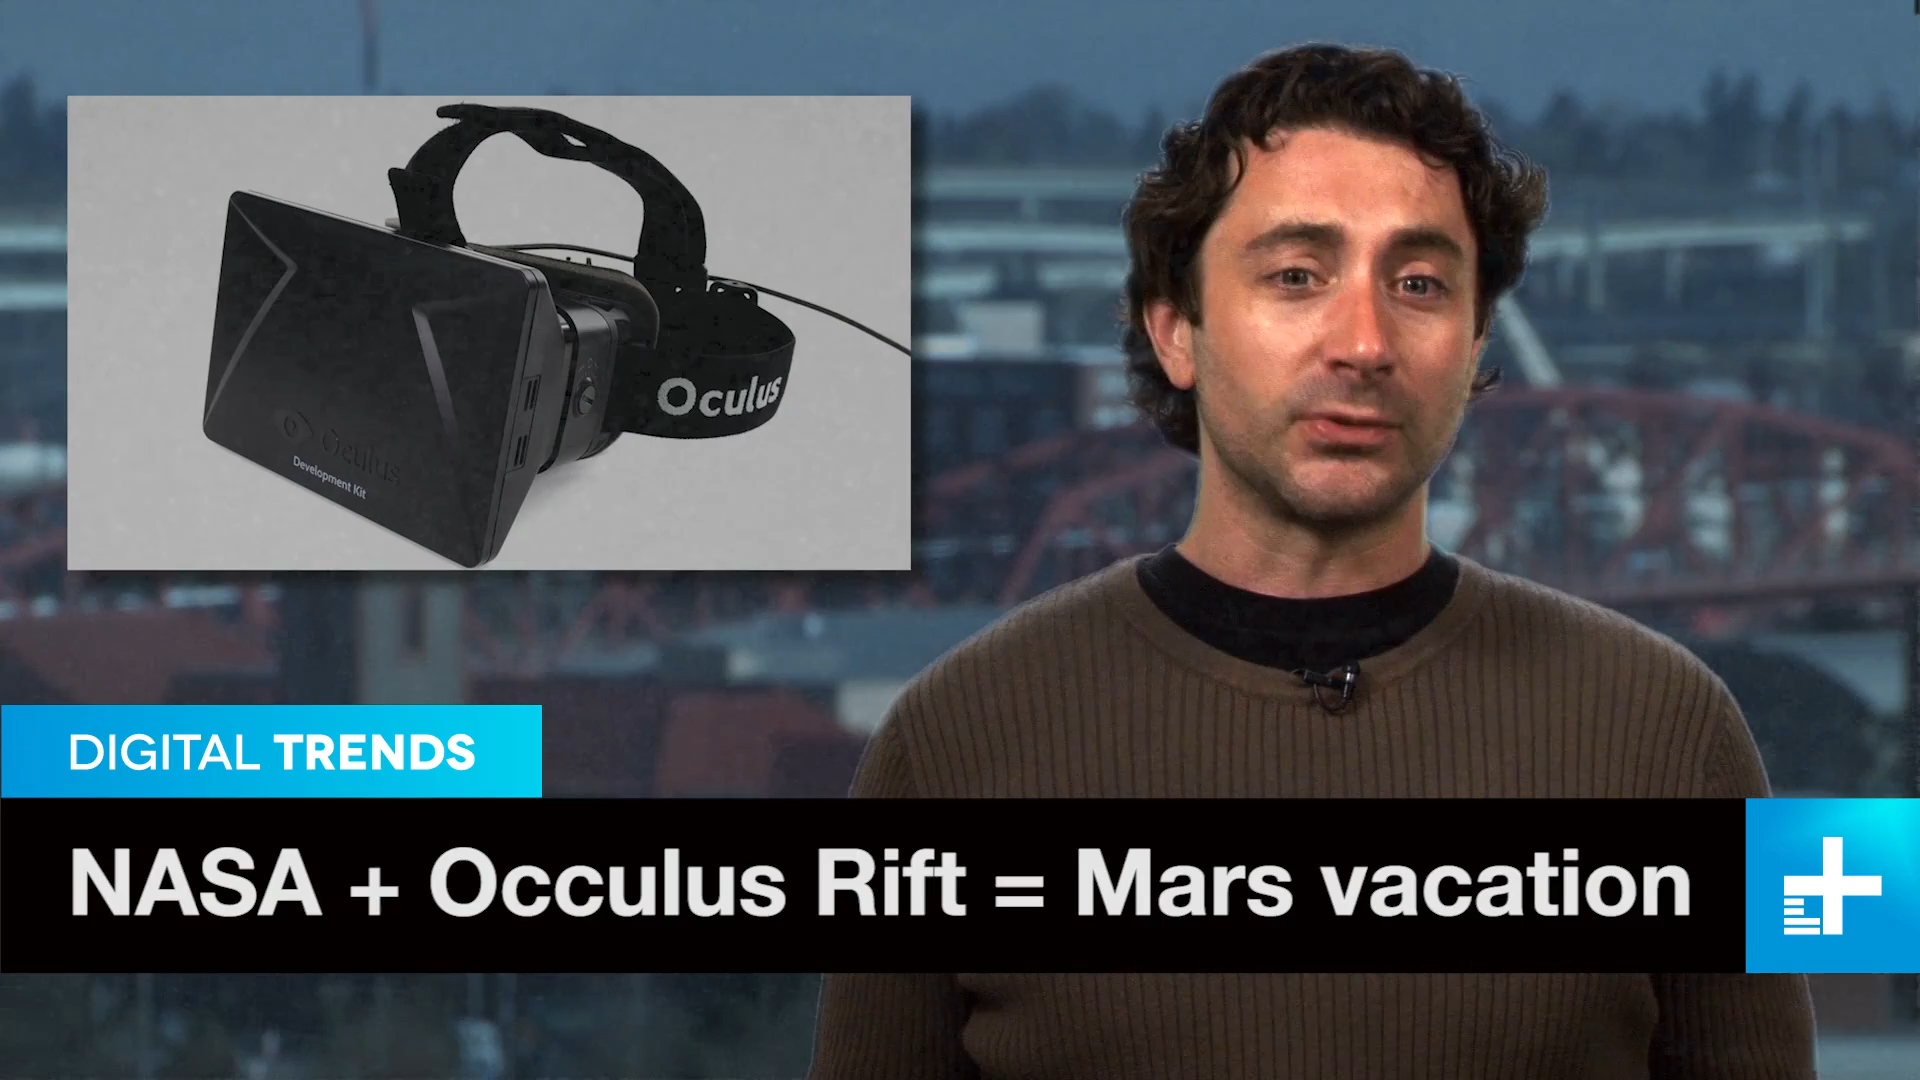 Oculus
Oculus
Development Kit
DIGITAL TRENDS
NASA + Occulus Rift = Mars vacation